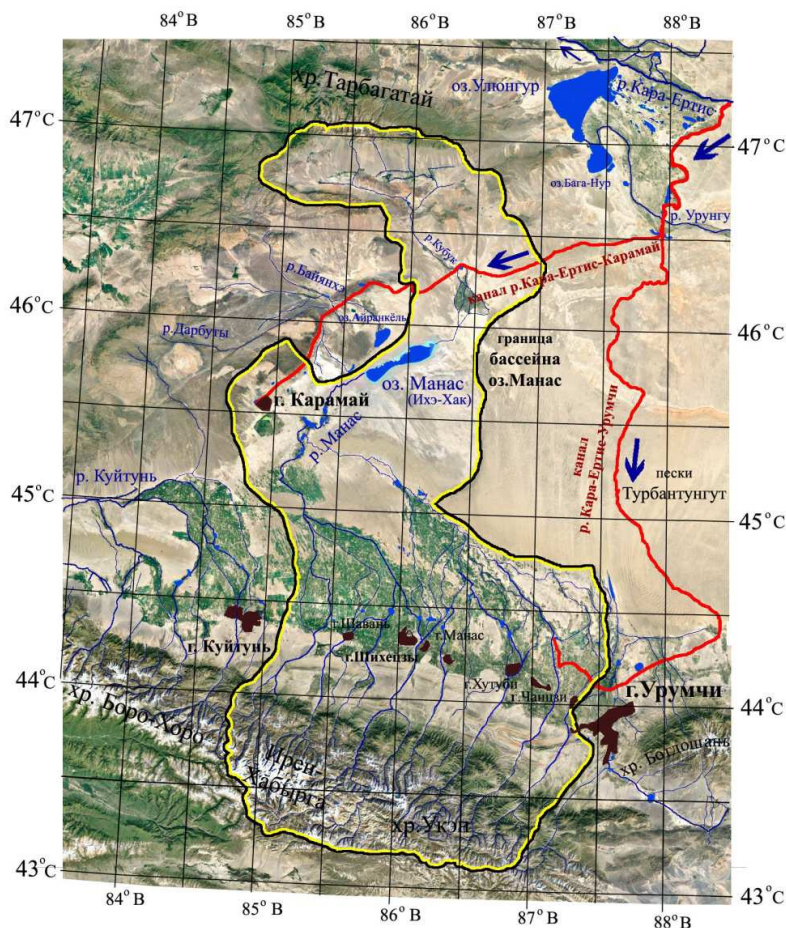 84° В
85° В
86° В
87° В
88° В
хр. Тарбагатай
оз.Улюнгур
р.Кара-Ертис
47° С
47° С
оз.Бага-Нур
р. Урунгу
р.Кубук
канал р.Кара-Ертис-Карамай
р.Байянхэ
46° С
46° С
оз.Айранкёль
р.Дарбуты
граница
бассейна
оз.Манас
оз. Манас
(Ихэ-Хак)
г. Карамай
р. Манас
канал
р. Кара-Ертис-Урумчи
р. Куйтунь
пески
Турбантунгут
45° С
45° С
г.Шавань
г.Манас
г. Куйтунь
г.Шихецзы
г.Хутуби
г.Чанцзи
г.Урумчи
44° С
44° С
хр. Боро-Хоро
Ирен-
Хабырга
хр.Укэн
хр. Богдошань
43° С
43° С
84° В
85° В
86° В
87° В
88° В